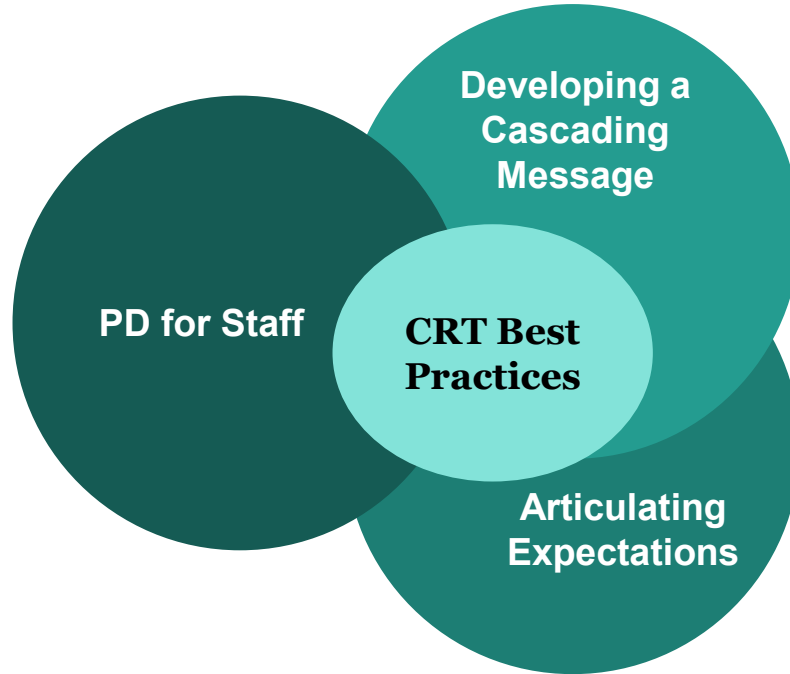 Developing a
Cascading
Message
PD for Staff
CRT Best
Practices
Articulating
Expectations